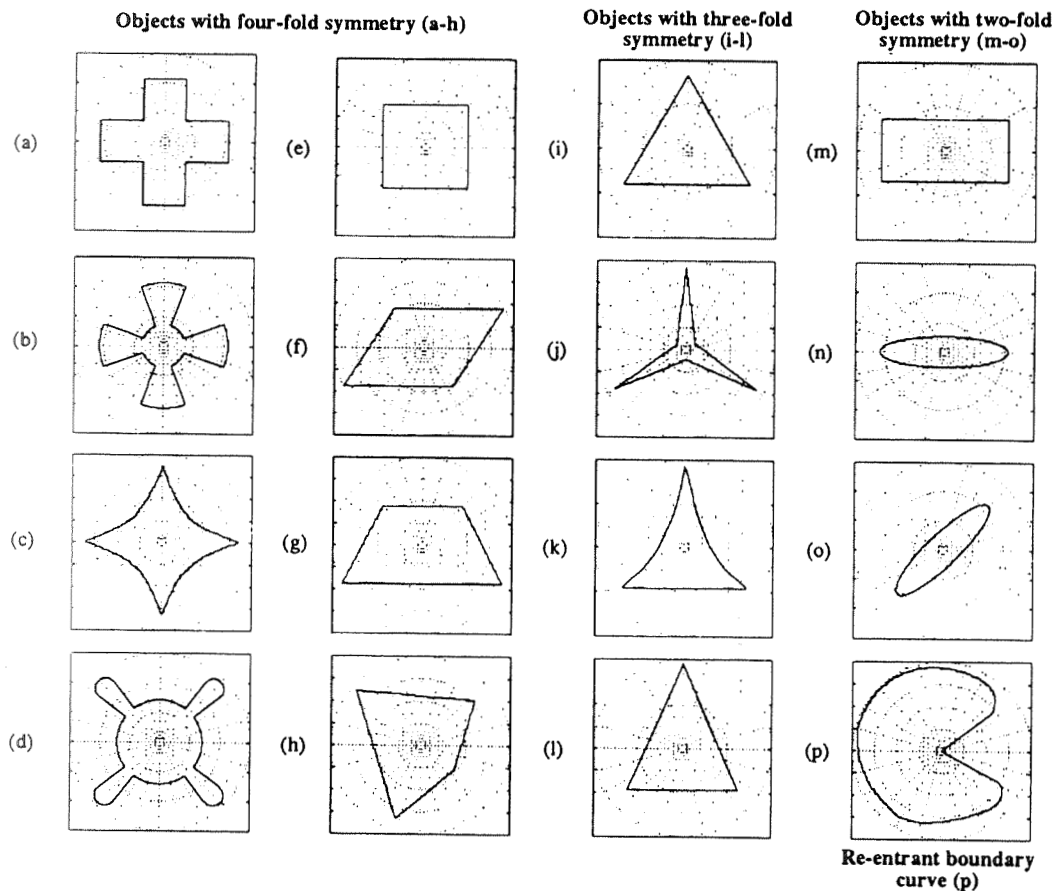 Objects with four-fold symmetry (a-h)
Objects with three-fold
symmetry (i-l)
Objects with two-fold
symmetry (m-o)
(a)
(e)
(i)
(m)
(b)
(f)
(j)
(n)
(c)
(g)
(k)
(o)
(d)
(h)
(l)
(p)
Re-entrant boundary
curve (p)